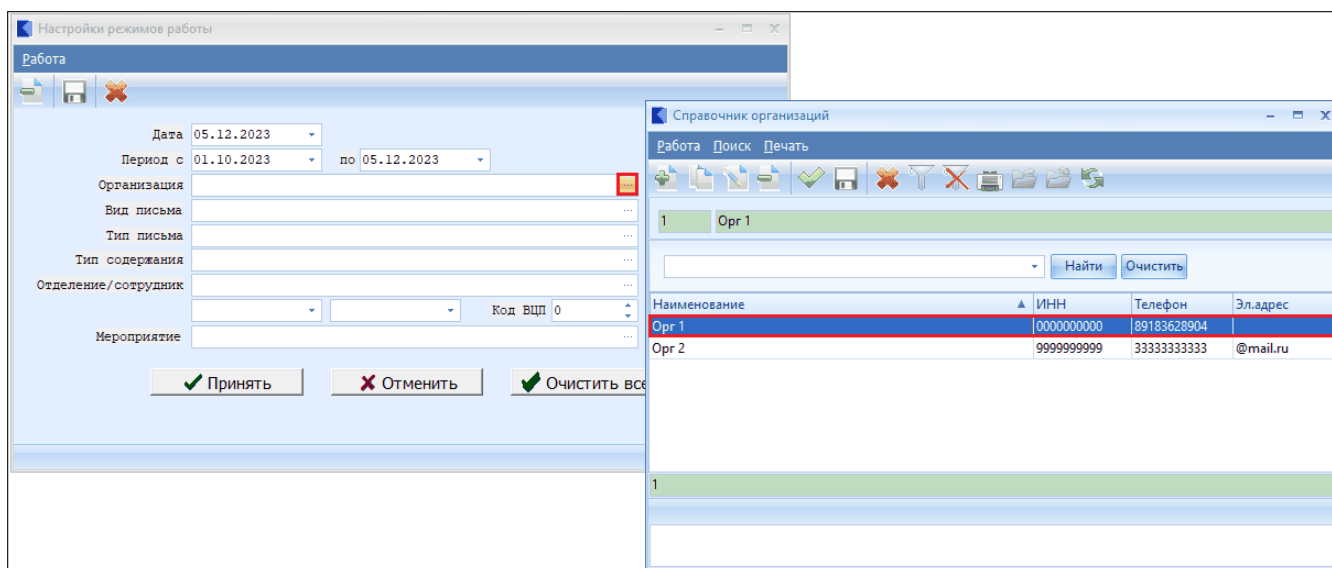 Настройки режимов работы
Работа
Дата 05.12.2023
Период с 01.10.2023 по 05.12.2023
Организация ...
Вид письма ...
Тип письма ...
Тип содержания ...
Отделение/сотрудник ...
Код ВЦП 0
Мероприятие ...
Принять Отменить Очистить все
Справочник организаций
Работа Поиск Печать
1 Орг 1
Найти Очистить
Наименование ИНН Телефон Эл.адрес
Орг 1 0000000000 89183628904
Орг 2 9999999999 33333333333 @mail.ru
1